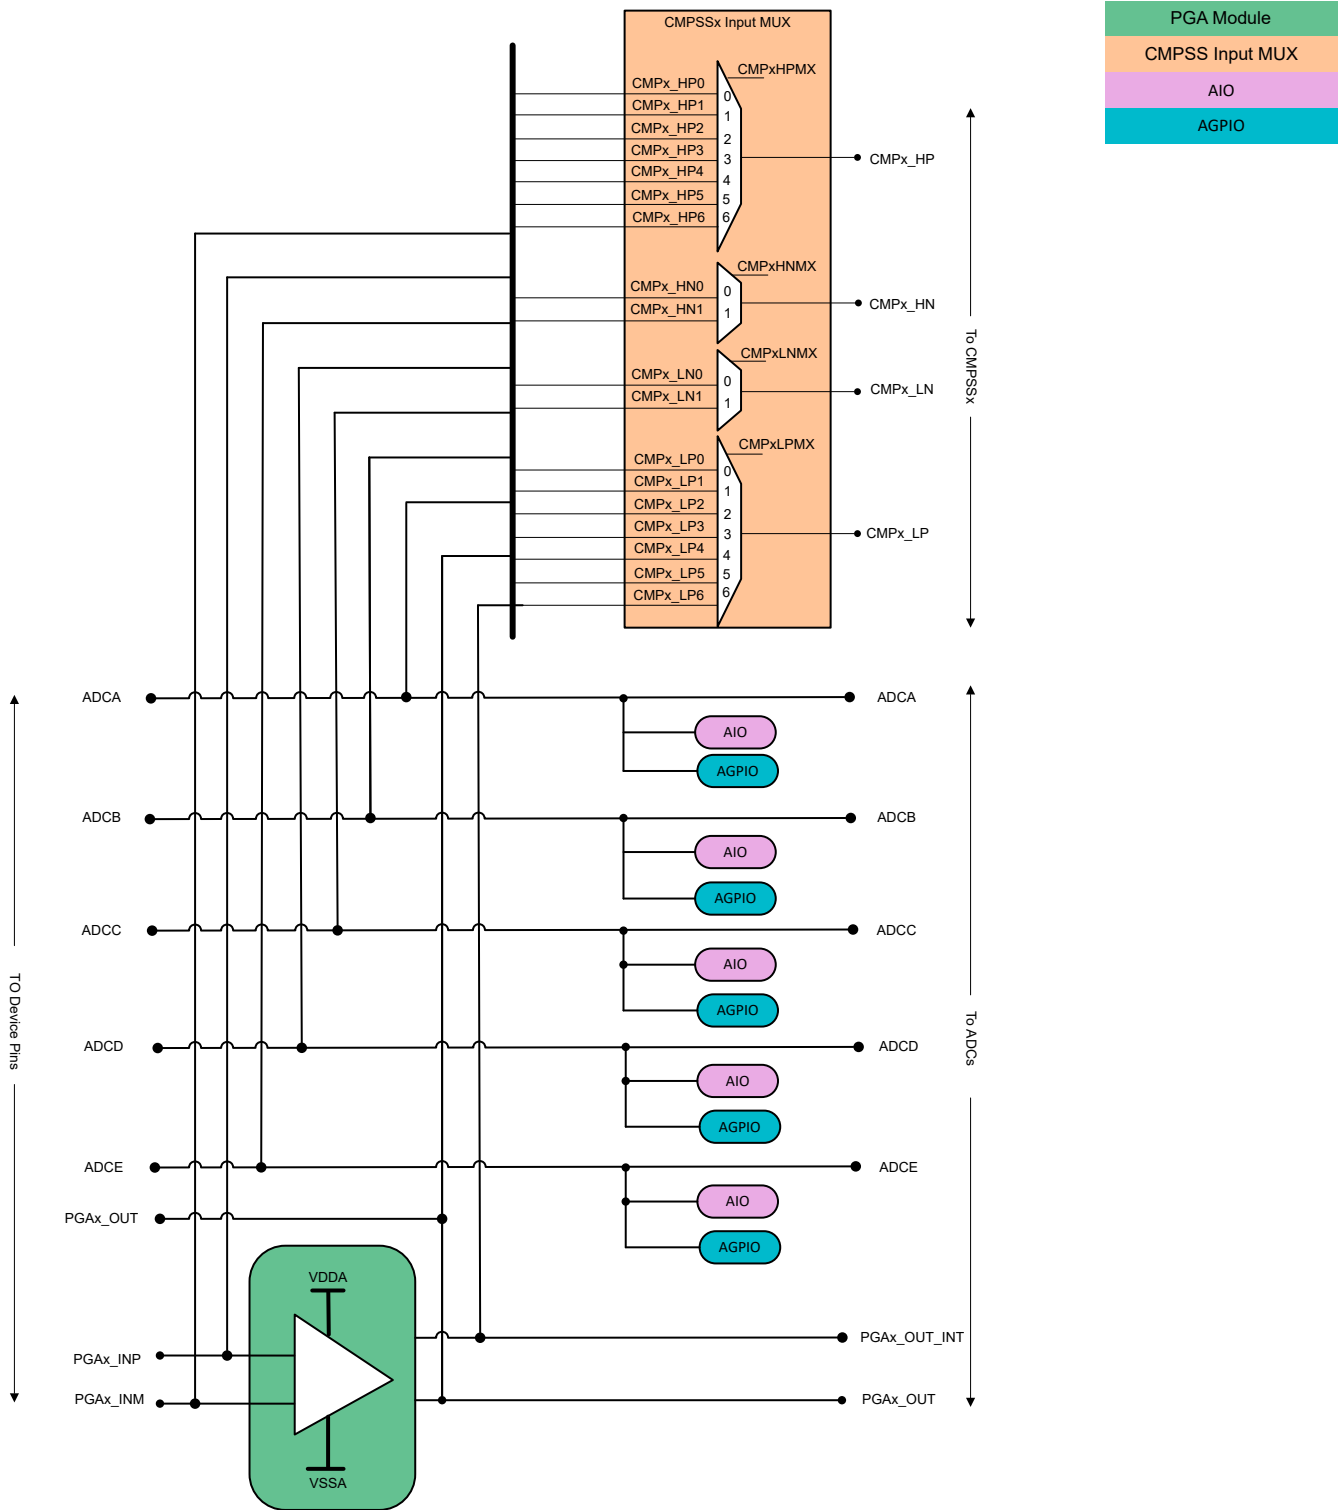 CMPSSx Input MUX
PGA Module
CMPSS Input MUX
AIO
AGPIO
CMPxHPMX
CMPx_HP0
0
CMPx_HP1
1
CMPx_HP2
2
CMPx_HP3
3
CMPx_HP4
4
CMPx_HP5
5
CMPx_HP6
6
CMPx_HP
CMPxHNMX
CMPx_HN0
0
CMPx_HN1
1
CMPx_HN
CMPxLNMX
CMPx_LN0
0
CMPx_LN1
1
CMPx_LN
CMPxLPMX
CMPx_LP0
0
CMPx_LP1
1
CMPx_LP2
2
CMPx_LP3
3
CMPx_LP4
4
CMPx_LP5
5
CMPx_LP6
6
CMPx_LP
To CMPSSx
ADCA
ADCA
AIO
AGPIO
ADCB
ADCB
AIO
AGPIO
ADCC
ADCC
AIO
AGPIO
TO Device Pins
To ADCs
ADCD
ADCD
AIO
AGPIO
ADCE
ADCE
AIO
AGPIO
PGAx_OUT
VDDA
PGAx_INP
PGAx_INM
VSSA
PGAx_OUT_INT
PGAx_OUT